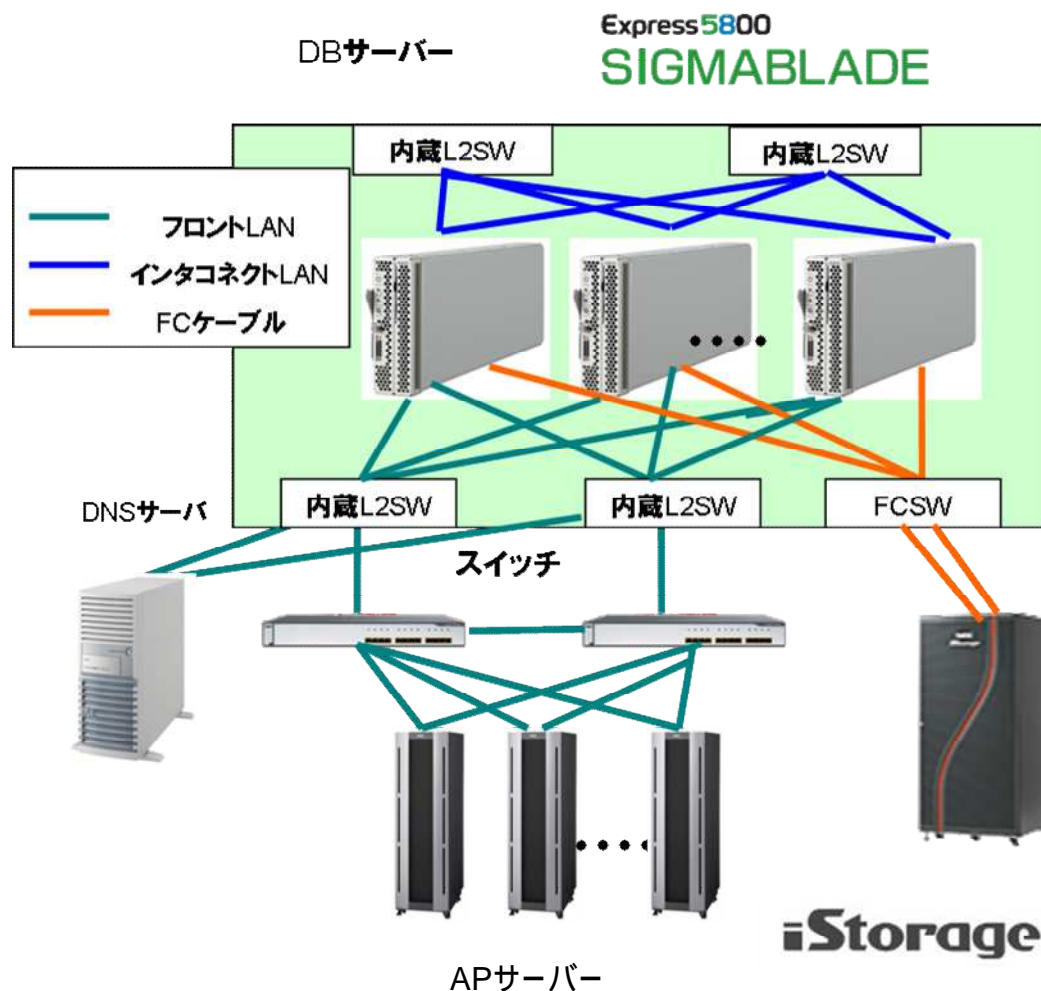 DBサーバー
Express5800
SIGMABLADE
内蔵L2SW
内蔵L2SW
フロントLAN
インタコネクトLAN
FCケーブル
DNSサーバ
内蔵L2SW
内蔵L2SW
FCSW
スイッチ
iStorage
APサーバー